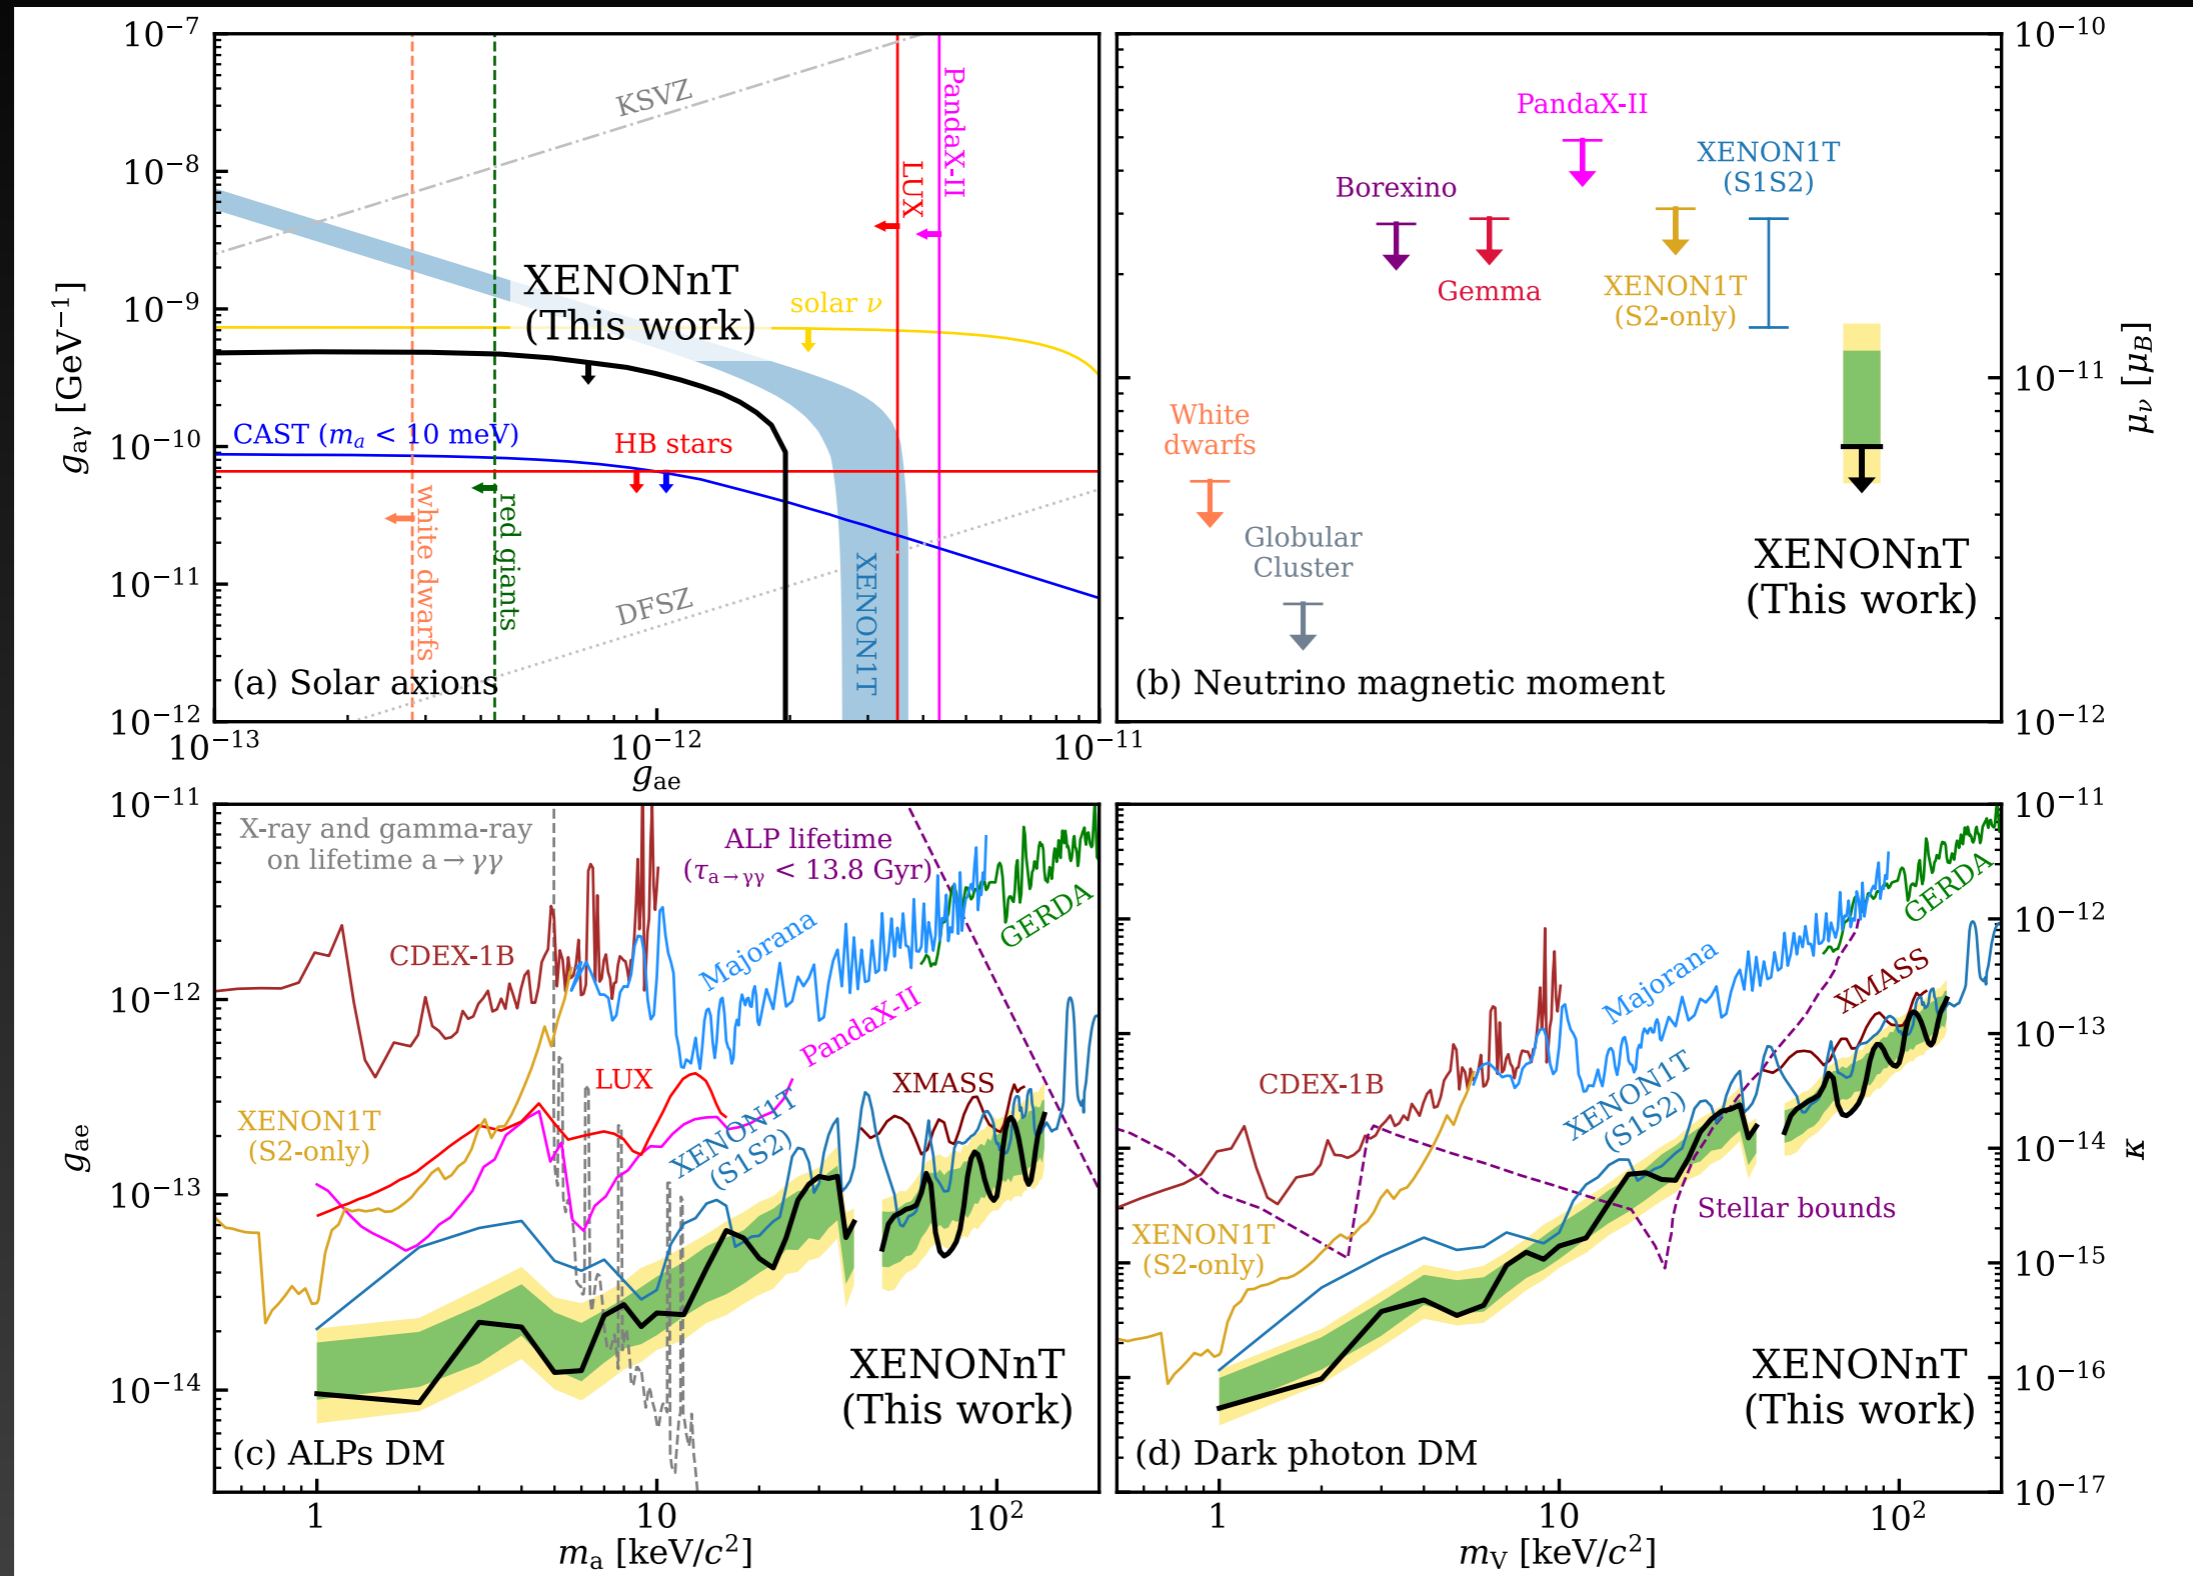 10⁻⁷
10⁻⁸
10⁻⁹
10⁻¹⁰
10⁻¹¹
10⁻¹²
g_aγ [GeV⁻¹]
KSVZ
PandaX-II
LUX
XENONnT
(This work)
solar ν
CAST (m_a < 10 meV)
HB stars
white dwarfs
red giants
DFSZ
XENON1T
(a) Solar axions
10⁻¹³
10⁻¹²
10⁻¹¹
g_ae
PandaX-II
XENON1T
(S1S2)
Borexino
Gemma
XENON1T
(S2-only)
White
dwarfs
Globular
Cluster
XENONnT
(This work)
(b) Neutrino magnetic moment
10⁻¹⁰
10⁻¹¹
10⁻¹²
μ_ν [μ_B]
10⁻¹¹
10⁻¹²
10⁻¹³
10⁻¹⁴
g_ae
X-ray and gamma-ray
on lifetime a → γγ
ALP lifetime
(τ_a→γγ < 13.8 Gyr)
CDEX-1B
Majorana
GERDA
PandaX-II
LUX
XMASS
XENON1T
(S2-only)
XENON1T
(S1S2)
XENONnT
(This work)
(c) ALPs DM
1
10
10²
m_a [keV/c²]
GERDA
XMASS
Majorana
CDEX-1B
XENON1T
(S1S2)
Stellar bounds
XENON1T
(S2-only)
XENONnT
(This work)
(d) Dark photon DM
10⁻¹¹
10⁻¹²
10⁻¹³
10⁻¹⁴
10⁻¹⁵
10⁻¹⁶
10⁻¹⁷
κ
1
10
10²
m_V [keV/c²]